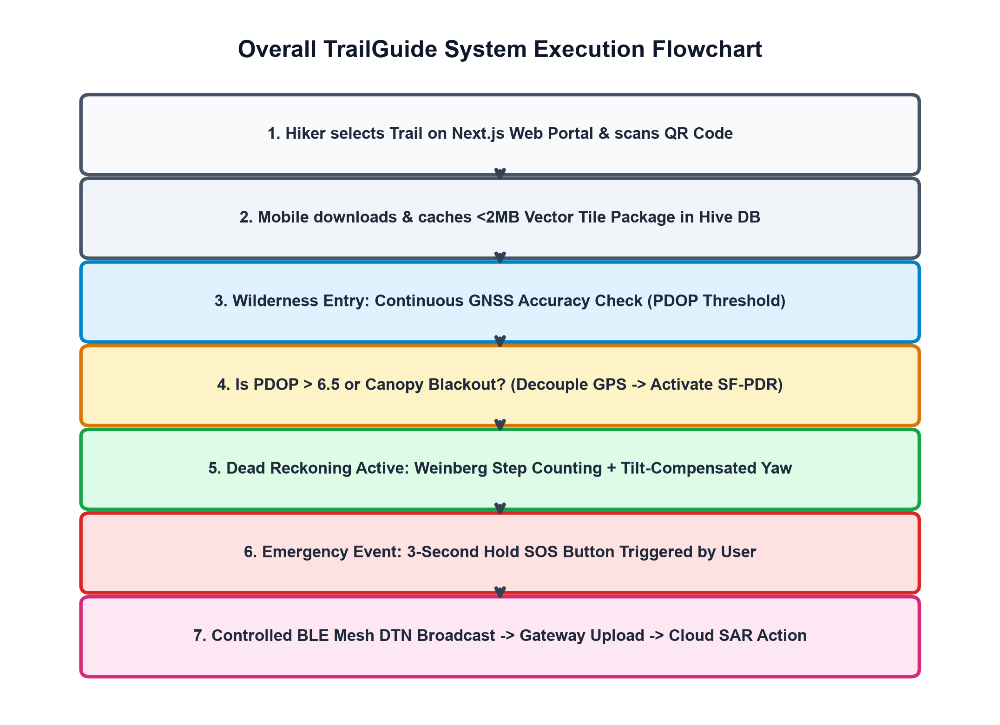 Overall TrailGuide System Execution Flowchart
1. Hiker selects Trail on Next.js Web Portal & scans QR Code
2. Mobile downloads & caches <2MB Vector Tile Package in Hive DB
3. Wilderness Entry: Continuous GNSS Accuracy Check (PDOP Threshold)
4. Is PDOP > 6.5 or Canopy Blackout? (Decouple GPS -> Activate SF-PDR)
5. Dead Reckoning Active: Weinberg Step Counting + Tilt-Compensated Yaw
6. Emergency Event: 3-Second Hold SOS Button Triggered by User
7. Controlled BLE Mesh DTN Broadcast -> Gateway Upload -> Cloud SAR Action